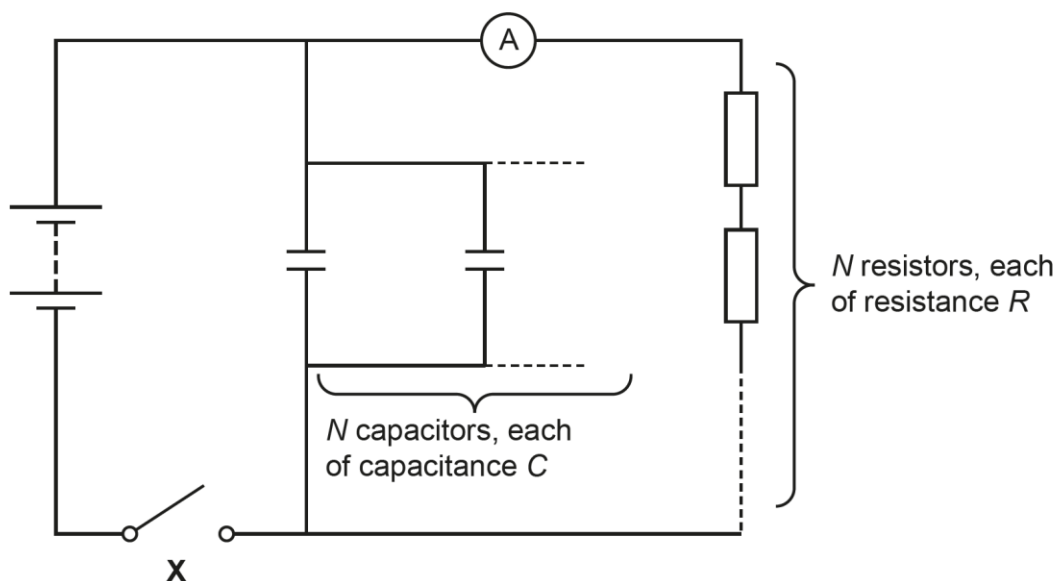 A
N resistors, each
of resistance R
N capacitors, each
of capacitance C
X